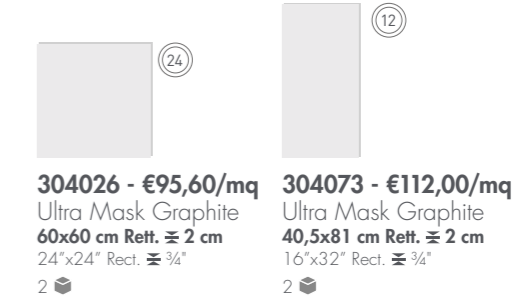 24
304026 - €95,60/mq
Ultra Mask Graphite
60x60 cm Rett. 2 cm
24”x24” Rect. ¾"
2
12
304073 - €112,00/mq
Ultra Mask Graphite
40,5x81 cm Rett. 2 cm
16”x32” Rect. ¾"
2